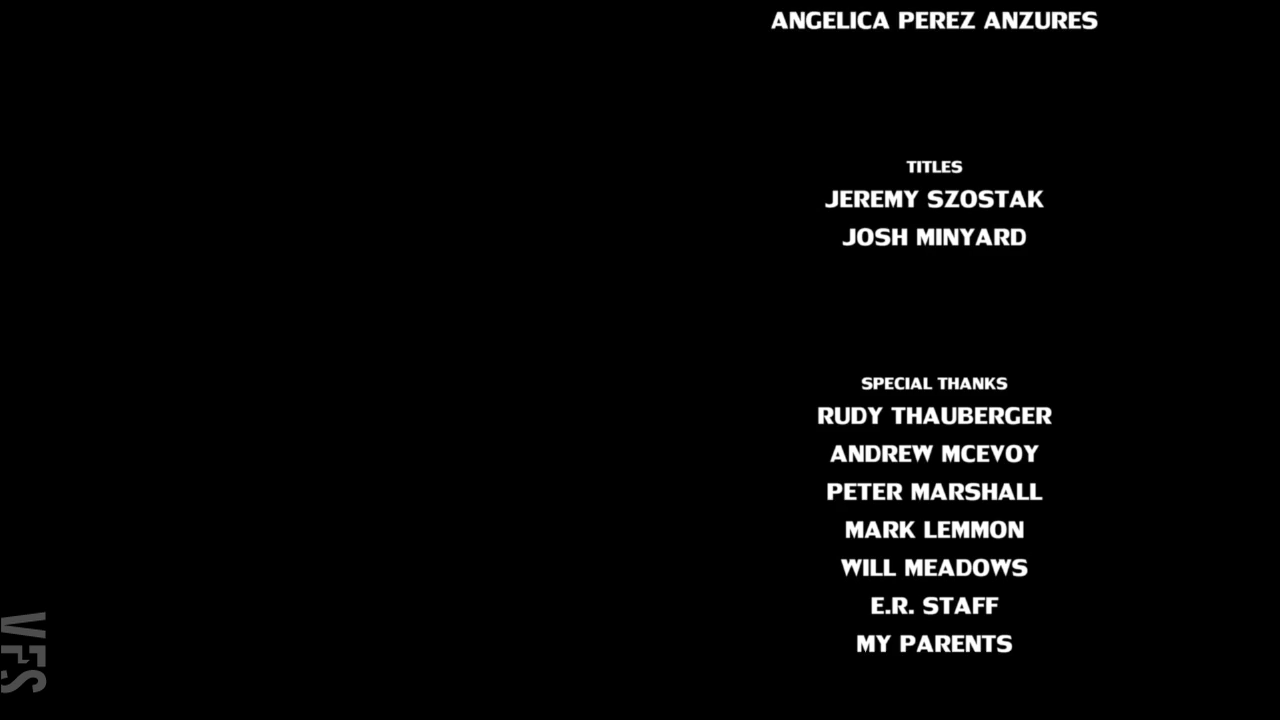 ANGELICA PEREZ ANZURES
TITLES
JEREMY SZOSTAK
JOSH MINYARD
SPECIAL THANKS
RUDY THAUBERGER
ANDREW MCEVOY
PETER MARSHALL
MARK LEMMON
WILL MEADOWS
E.R. STAFF
MY PARENTS
VFS